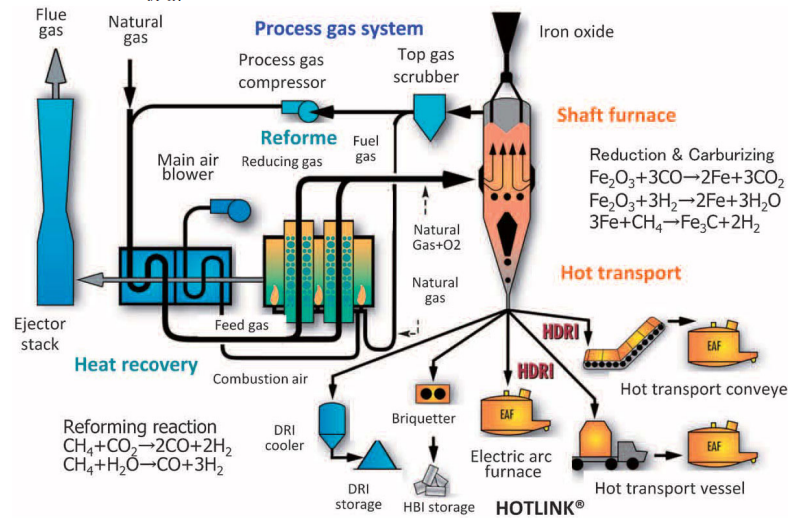 Flue
gas
Natural
gas
Process gas system
Process gas
compressor
Top gas
scrubber
Iron oxide
Shaft furnace
Reforme
Reducing gas
Fuel
gas
Main air
blower
Reduction & Carburizing
Fe₂O₃+3CO→2Fe+3CO₂
Fe₂O₃+3H₂→2Fe+3H₂O
3Fe+CH₄→Fe₃C+2H₂
Natural
Gas+O2
Natural
gas
Hot transport
Ejector
stack
Feed gas
Heat recovery
Combustion air
HDRI
HDRI
EAF
Hot transport conveye
Reforming reaction
CH₄+CO₂→2CO+2H₂
CH₄+H₂O→CO+3H₂
DRI
cooler
DRI
storage
Briquetter
HBI storage
EAF
Electric arc
furnace
HOTLINK®
EAF
Hot transport vessel